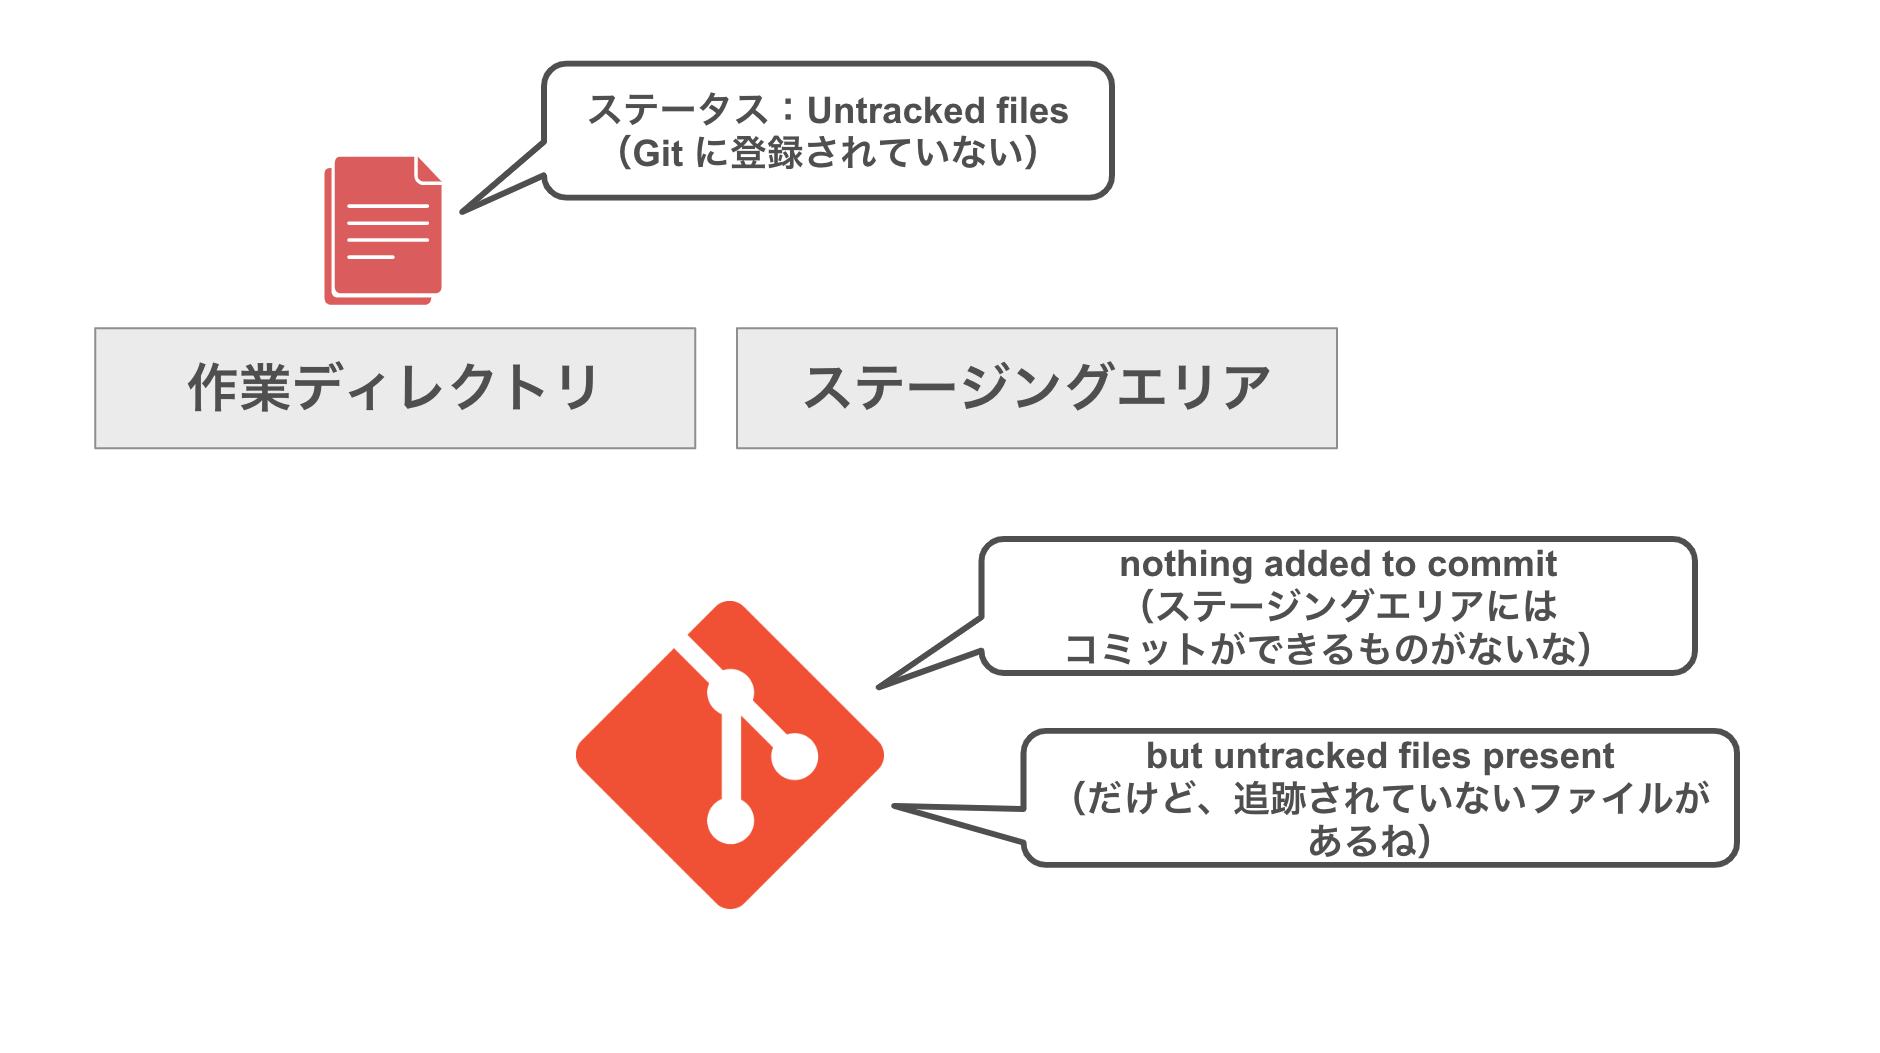 ステータス：Untracked files
（Git に登録されていない）
作業ディレクトリ
ステージングエリア
nothing added to commit
（ステージングエリアには
コミットができるものがないな）
but untracked files present
（だけど、追跡されていないファイルが
あるね）